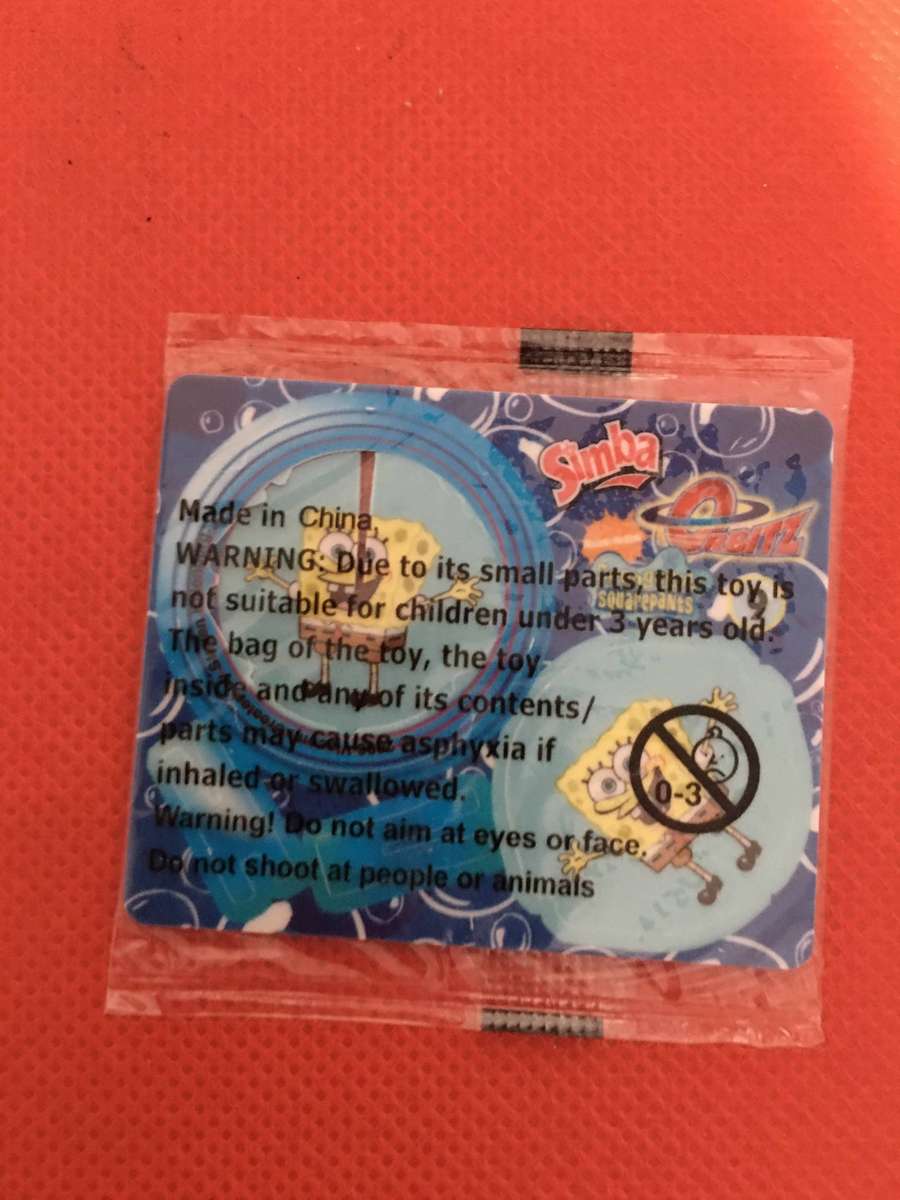 Simba
ORBITZ
Made in China.
WARNING: Due to its small parts, this toy is
squarepants
9
not suitable for children under 3 years old.
The bag of the toy, the toy
inside and any of its contents/
parts may cause asphyxia if
0-3
inhaled or swallowed.
Warning! Do not aim at eyes or face.
Do not shoot at people or animals